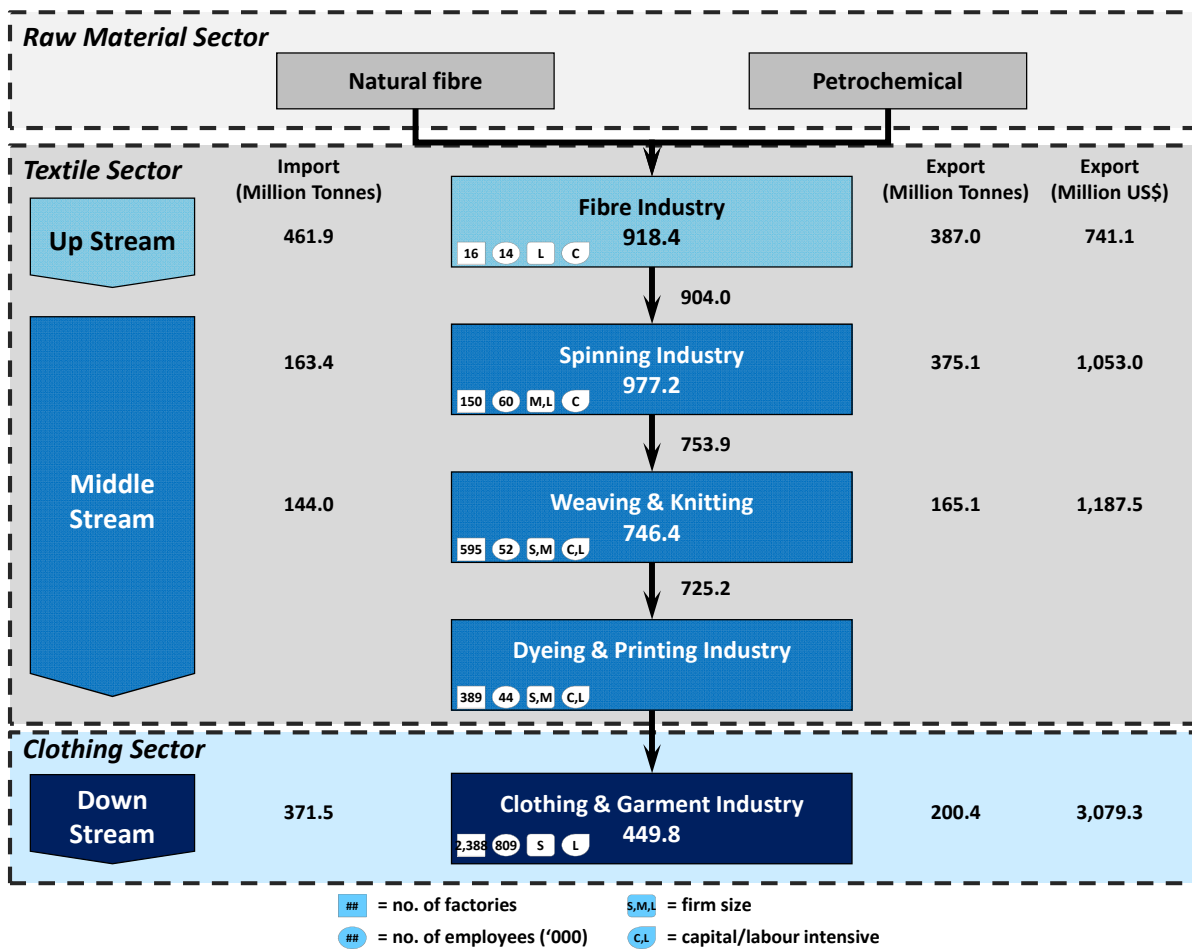 Raw Material Sector
Natural fibre
Petrochemical
Textile Sector
Import
(Million Tonnes)
Export
(Million Tonnes)
Export
(Million US$)
Up Stream
461.9
Fibre Industry
918.4
16 14 L C
387.0
741.1
904.0
Middle
Stream
163.4
Spinning Industry
977.2
150 60 M,L C
375.1
1,053.0
753.9
144.0
Weaving & Knitting
746.4
595 52 S,M C,L
165.1
1,187.5
725.2
Dyeing & Printing Industry
389 44 S,M C,L
Clothing Sector
Down
Stream
371.5
Clothing & Garment Industry
449.8
2,388 809 S L
200.4
3,079.3
## = no. of factories
S,M,L = firm size
## = no. of employees (‘000)
C,L = capital/labour intensive